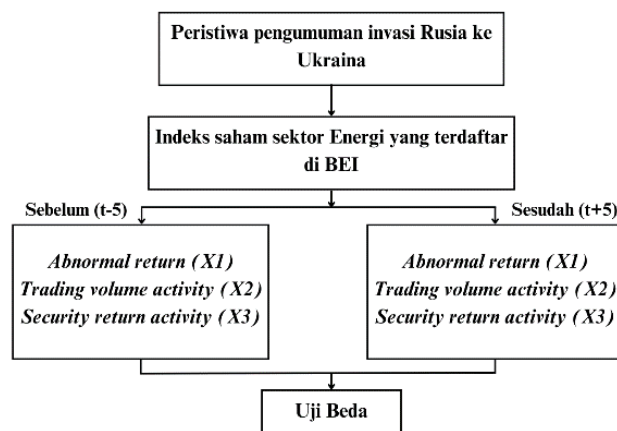 Peristiwa pengumuman invasi Rusia ke
Ukraina
Indeks saham sektor Energi yang terdaftar
di BEI
Sebelum (t-5)
Sesudah (t+5)
Abnormal return (X1)
Trading volume activity (X2)
Security return activity (X3)
Abnormal return (X1)
Trading volume activity (X2)
Security return activity (X3)
Uji Beda